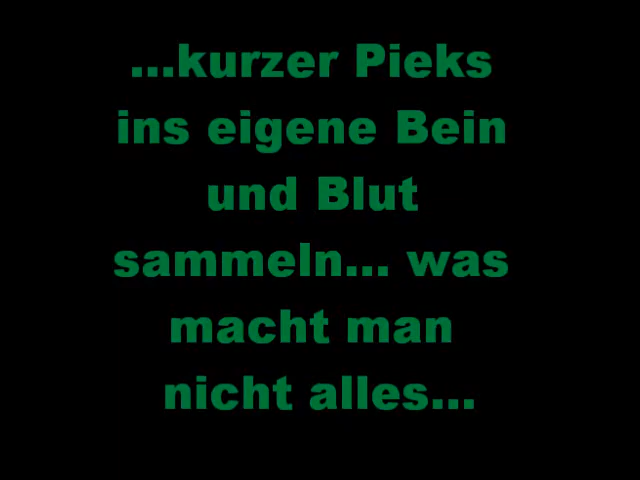 ...kurzer Pieks
ins eigene Bein
und Blut
sammeln... was
macht man
nicht alles...